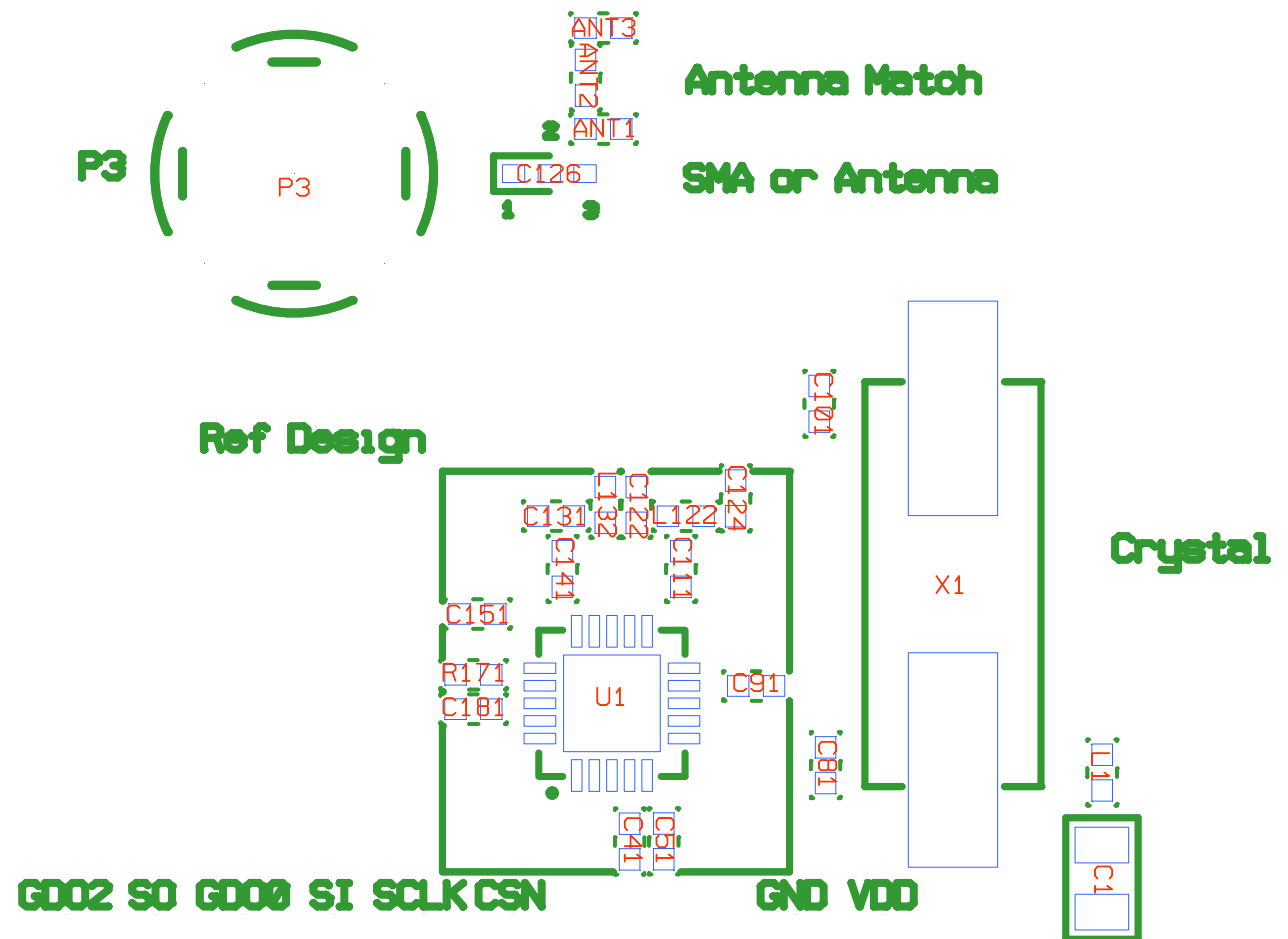 ANT3
ANT2
Antenna Match
ANT1
2
P3
P3
C126
SMA or Antenna
1
3
C101
Ref Design
L132
C122
C124
C131
L122
C141
C111
Crystal
X1
C151
R171
C91
U1
C181
C81
L1
C41
C51
C1
GDO2 SO GDO0 SI SCLK CSN
GND VDD